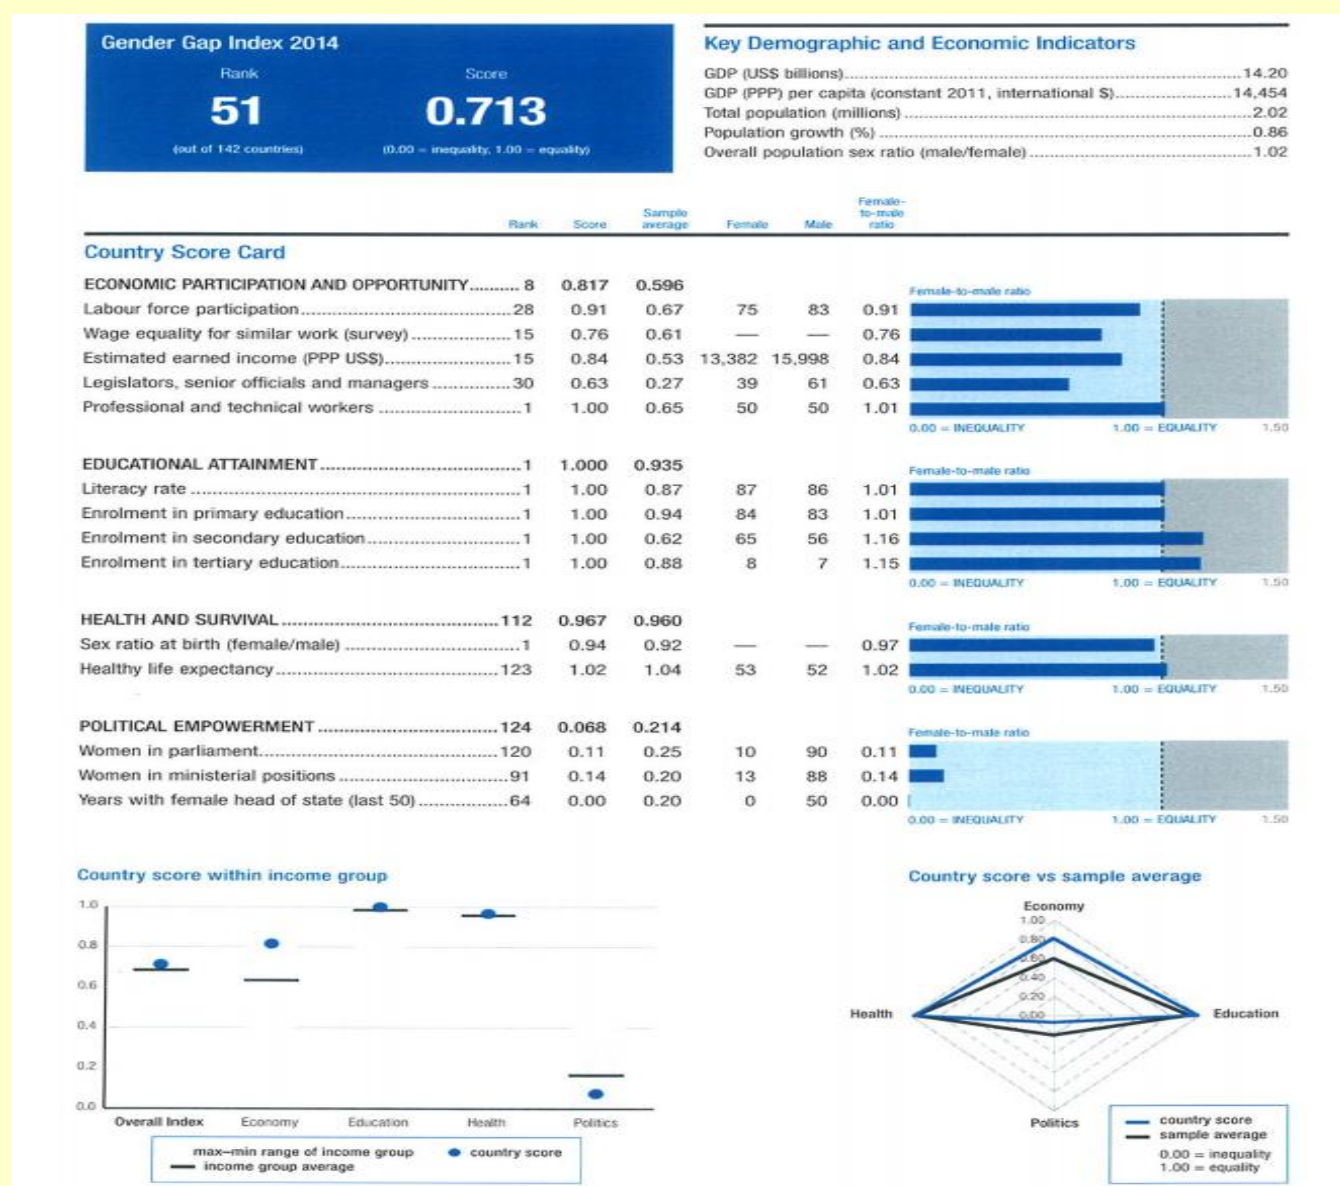 Gender Gap Index 2014
Rank Score
51 0.713
(out of 142 countries) (0.00 = inequality, 1.00 = equality)
Key Demographic and Economic Indicators
GDP (US$ billions)....................14.20
GDP (PPP) per capita (constant 2011, international $)....................14,454
Total population (millions)....................2.02
Population growth (%)....................0.86
Overall population sex ratio (male/female)....................1.02
Rank Score Sample average Female Male Female-to-male ratio
Country Score Card
ECONOMIC PARTICIPATION AND OPPORTUNITY.......... 8 0.817 0.596
Female-to-male ratio
Labour force participation....................28 0.91 0.67 75 83 0.91
Wage equality for similar work (survey)....................15 0.76 0.61 — — 0.76
Estimated earned income (PPP US$)....................15 0.84 0.53 13,382 15,998 0.84
Legislators, senior officials and managers....................30 0.63 0.27 39 61 0.63
Professional and technical workers....................1 1.00 0.65 50 50 1.01
0.00 = INEQUALITY 1.00 = EQUALITY 1.50
EDUCATIONAL ATTAINMENT....................1 1.000 0.935
Female-to-male ratio
Literacy rate....................1 1.00 0.87 87 86 1.01
Enrolment in primary education....................1 1.00 0.94 84 83 1.01
Enrolment in secondary education....................1 1.00 0.62 65 56 1.16
Enrolment in tertiary education....................1 1.00 0.88 8 7 1.15
0.00 = INEQUALITY 1.00 = EQUALITY 1.50
HEALTH AND SURVIVAL....................112 0.967 0.960
Female-to-male ratio
Sex ratio at birth (female/male)....................1 0.94 0.92 — — 0.97
Healthy life expectancy....................123 1.02 1.04 53 52 1.02
0.00 = INEQUALITY 1.00 = EQUALITY 1.50
POLITICAL EMPOWERMENT....................124 0.068 0.214
Female-to-male ratio
Women in parliament....................120 0.11 0.25 10 90 0.11
Women in ministerial positions....................91 0.14 0.20 13 88 0.14
Years with female head of state (last 50)....................64 0.00 0.20 0 50 0.00
0.00 = INEQUALITY 1.00 = EQUALITY 1.50
Country score within income group
1.0
0.8
0.6
0.4
0.2
0.0
Overall Index Economy Education Health Politics
max–min range of income group country score
income group average
Country score vs sample average
Economy
1.00
0.80
0.60
0.40
0.20
0.00
Health Education
Politics
country score
sample average
0.00 = inequality
1.00 = equality